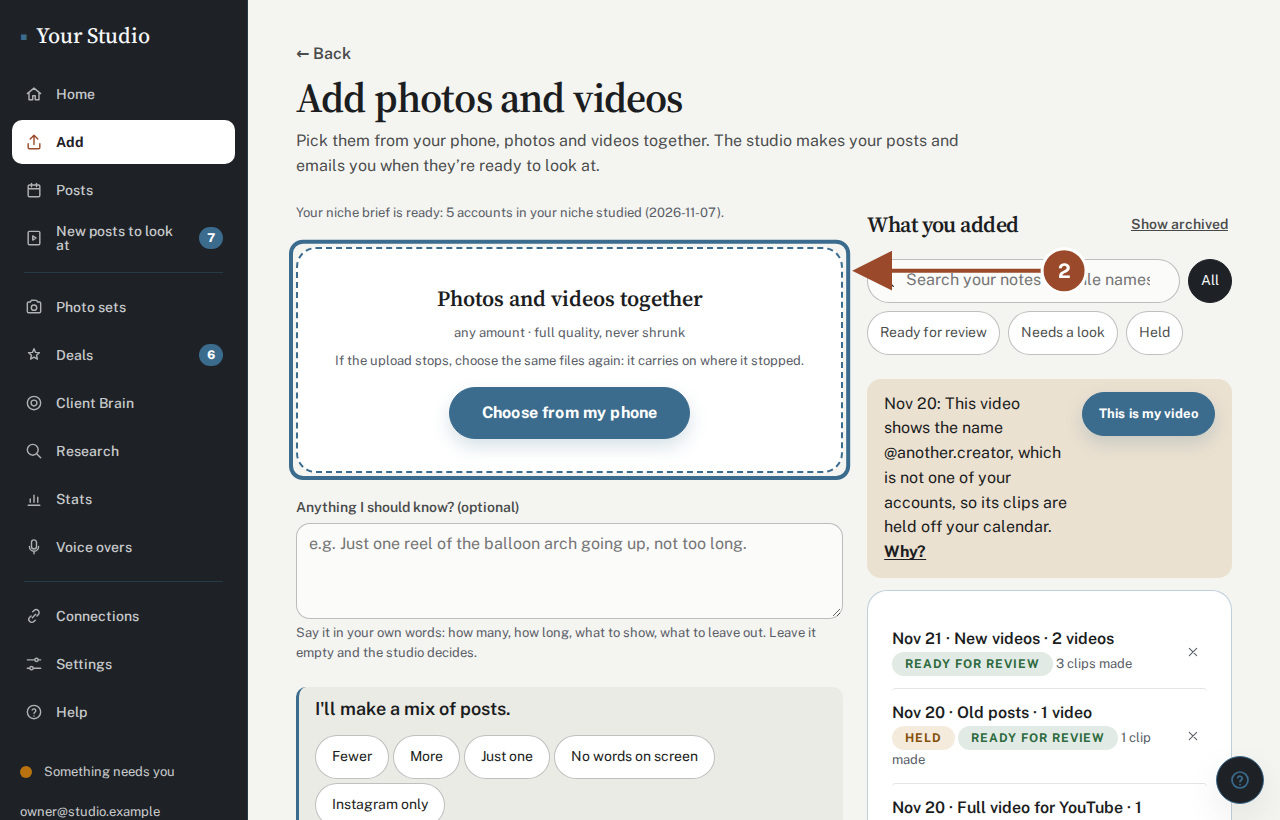 Your Studio
Home
Add
Posts
New posts to look
at
7
Photo sets
Deals
6
Client Brain
Research
Stats
Voice overs
Connections
Settings
Help
Something needs you
owner@studio.example
← Back
Add photos and videos
Pick them from your phone, photos and videos together. The studio makes your posts and
emails you when they're ready to look at.
Your niche brief is ready: 5 accounts in your niche studied (2026-11-07).
Photos and videos together
any amount · full quality, never shrunk
If the upload stops, choose the same files again: it carries on where it stopped.
Choose from my phone
Anything I should know? (optional)
e.g. Just one reel of the balloon arch going up, not too long.
Say it in your own words: how many, how long, what to show, what to leave out. Leave it
empty and the studio decides.
I'll make a mix of posts.
Fewer
More
Just one
No words on screen
Instagram only
What you added
Show archived
2
Search your notes
All
Ready for review
Needs a look
Held
Nov 20: This video
shows the name
@another.creator, which
is not one of your
accounts, so its clips are
held off your calendar.
Why?
This is my video
Nov 21 · New videos · 2 videos
READY FOR REVIEW 3 clips made
Nov 20 · Old posts · 1 video
HELD READY FOR REVIEW 1 clip
made
Nov 20 · Full video for YouTube · 1